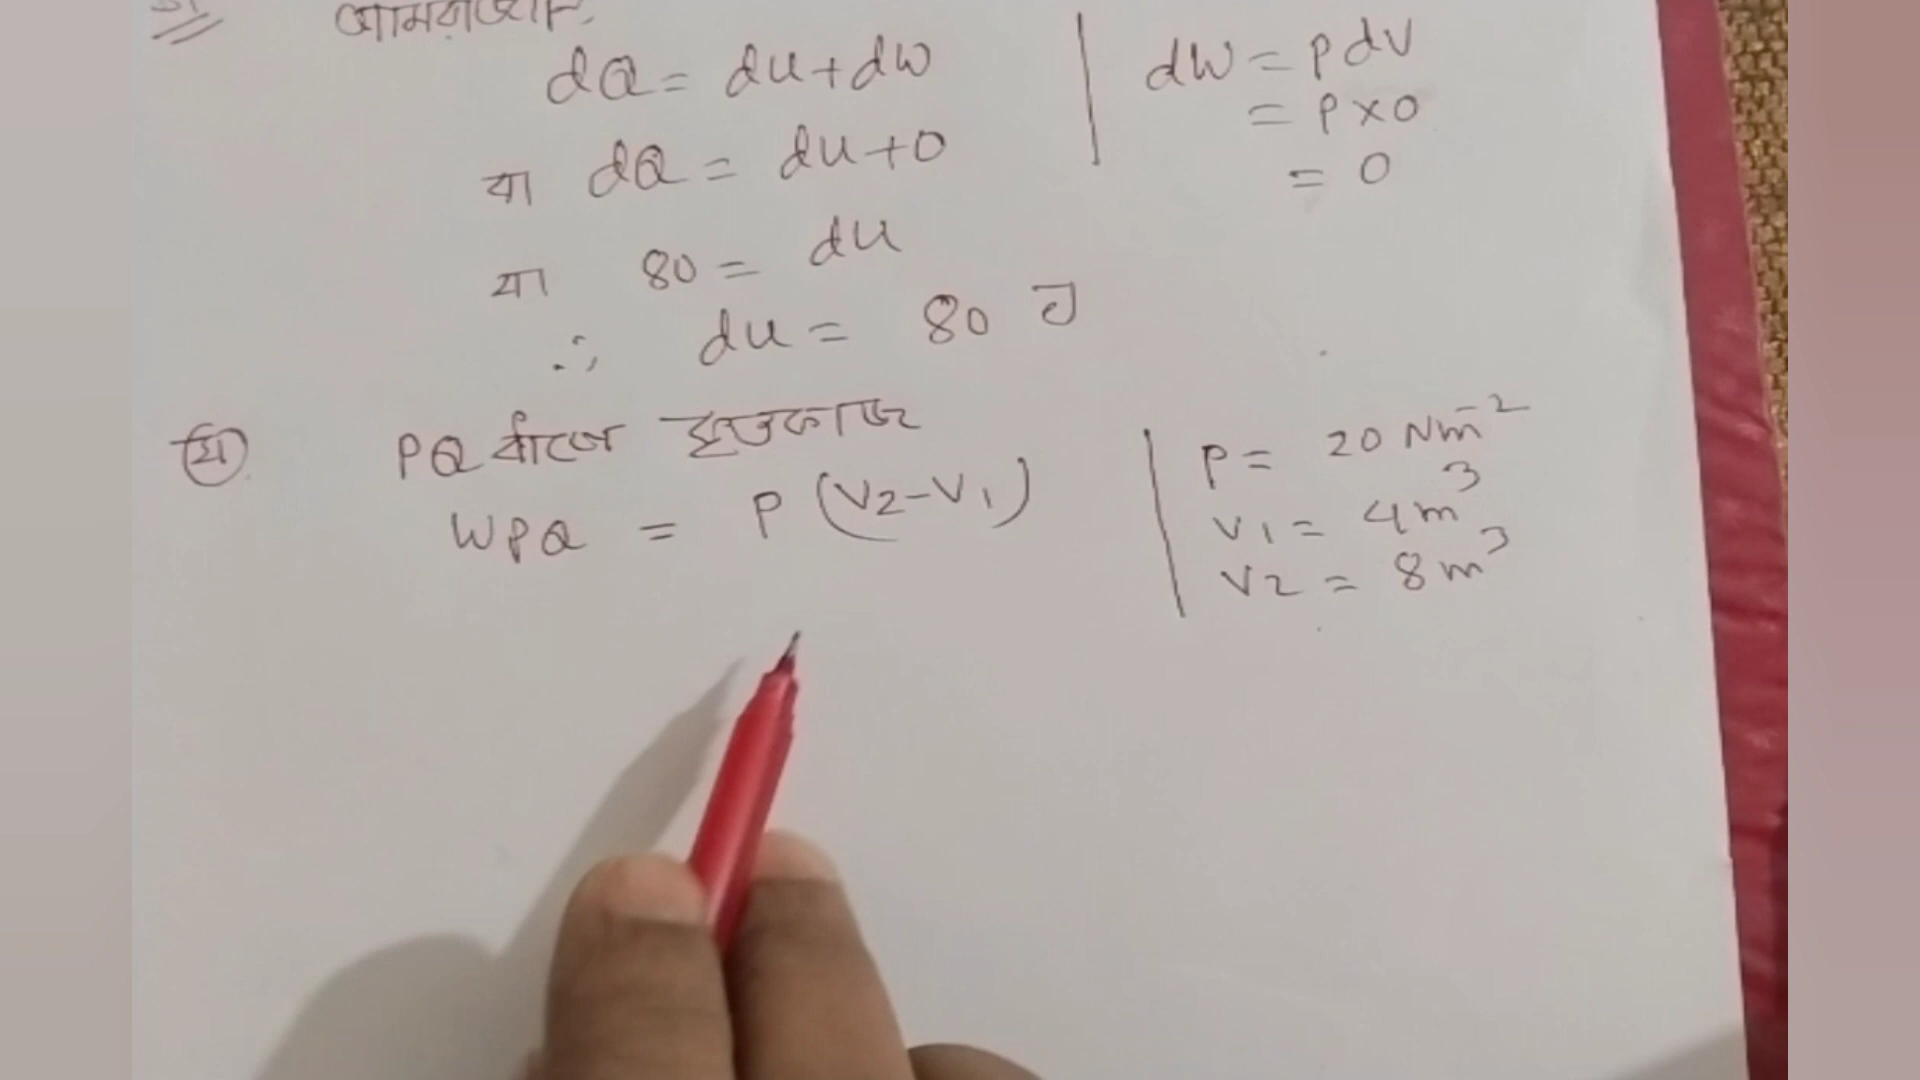 আমরা জানি,
dQ = du + dw
বা dQ = du + 0
বা 80 = du
∴ du = 80 J
dW = PdV
= P × 0
= 0
ঘ PQ বাহুতে কৃতকাজ
WPQ = P (V2 - V1)
P = 20 Nm⁻²
V1 = 4m³
V2 = 8m³